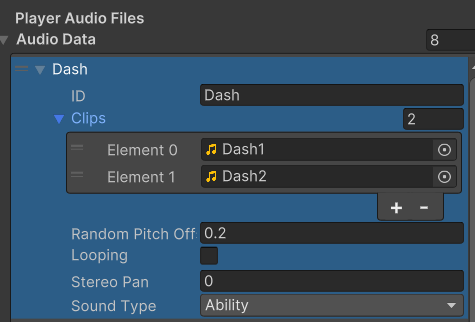 Player Audio Files
Audio Data 8
Dash
ID Dash
Clips 2
Element 0 Dash1
Element 1 Dash2
+ -
Random Pitch Off 0.2
Looping
Stereo Pan 0
Sound Type Ability